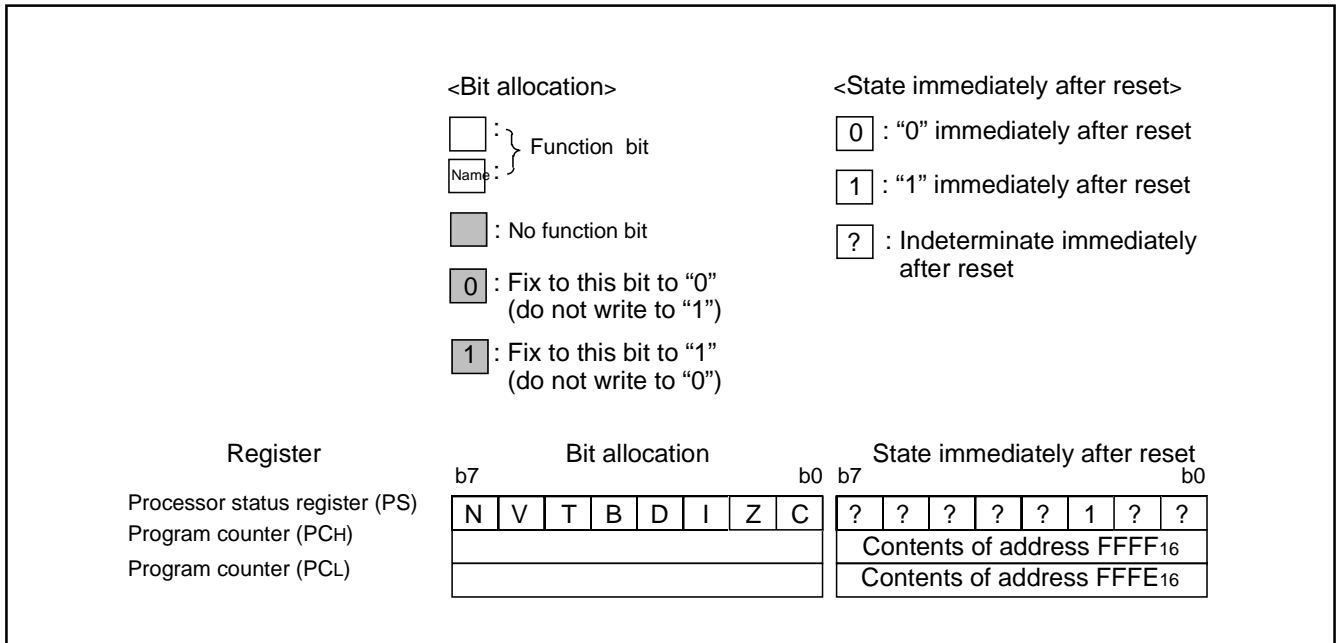 <Bit allocation>
:
Function bit
Name :
: No function bit
0 : Fix to this bit to “0”
(do not write to “1”)
1 : Fix to this bit to “1”
(do not write to “0”)
<State immediately after reset>
0 : “0” immediately after reset
1 : “1” immediately after reset
? : Indeterminate immediately
after reset
Register Bit allocation State immediately after reset
b7 b0 b7 b0
Processor status register (PS) N V T B D I Z C ? ? ? ? ? 1 ? ?
Program counter (PCH) Contents of address FFFF16
Program counter (PCL) Contents of address FFFE16